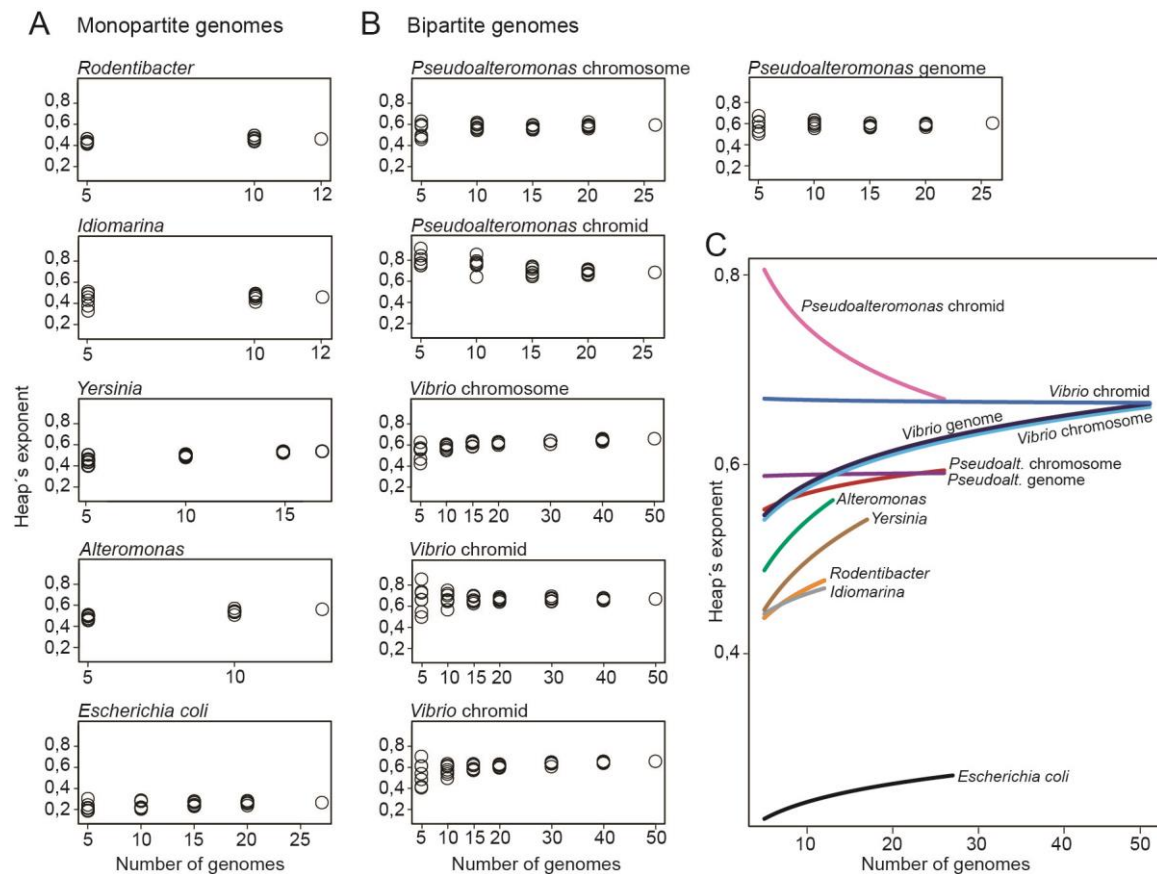 A Monopartite genomes
B Bipartite genomes
Rodentibacter
0,8
0,6
0,4
0,2
5 10 12
Idiomarina
0,8
0,6
0,4
0,2
5 10 12
Yersinia
0,8
0,6
0,4
0,2
5 10 15
Alteromonas
0,8
0,6
0,4
0,2
5 10
Escherichia coli
0,8
0,6
0,4
0,2
5 10 15 20 25
Heap´s exponent
Number of genomes
Pseudoalteromonas chromosome
0,8
0,6
0,4
0,2
5 10 15 20 25
Pseudoalteromonas chromid
0,8
0,6
0,4
0,2
5 10 15 20 25
Vibrio chromosome
0,8
0,6
0,4
0,2
5 10 15 20 30 40 50
Vibrio chromid
0,8
0,6
0,4
0,2
5 10 15 20 30 40 50
Vibrio chromid
0,8
0,6
0,4
0,2
5 10 15 20 30 40 50
Number of genomes
Pseudoalteromonas genome
0,8
0,6
0,4
0,2
5 10 15 20 25
C
0,8
0,6
0,4
Heap´s exponent
Pseudoalteromonas chromid
Vibrio chromid
Vibrio genome
Vibrio chromosome
Pseudoalt. chromosome
Pseudoalt. genome
Alteromonas
Yersinia
Rodentibacter
Idiomarina
Escherichia coli
10 20 30 40 50
Number of genomes